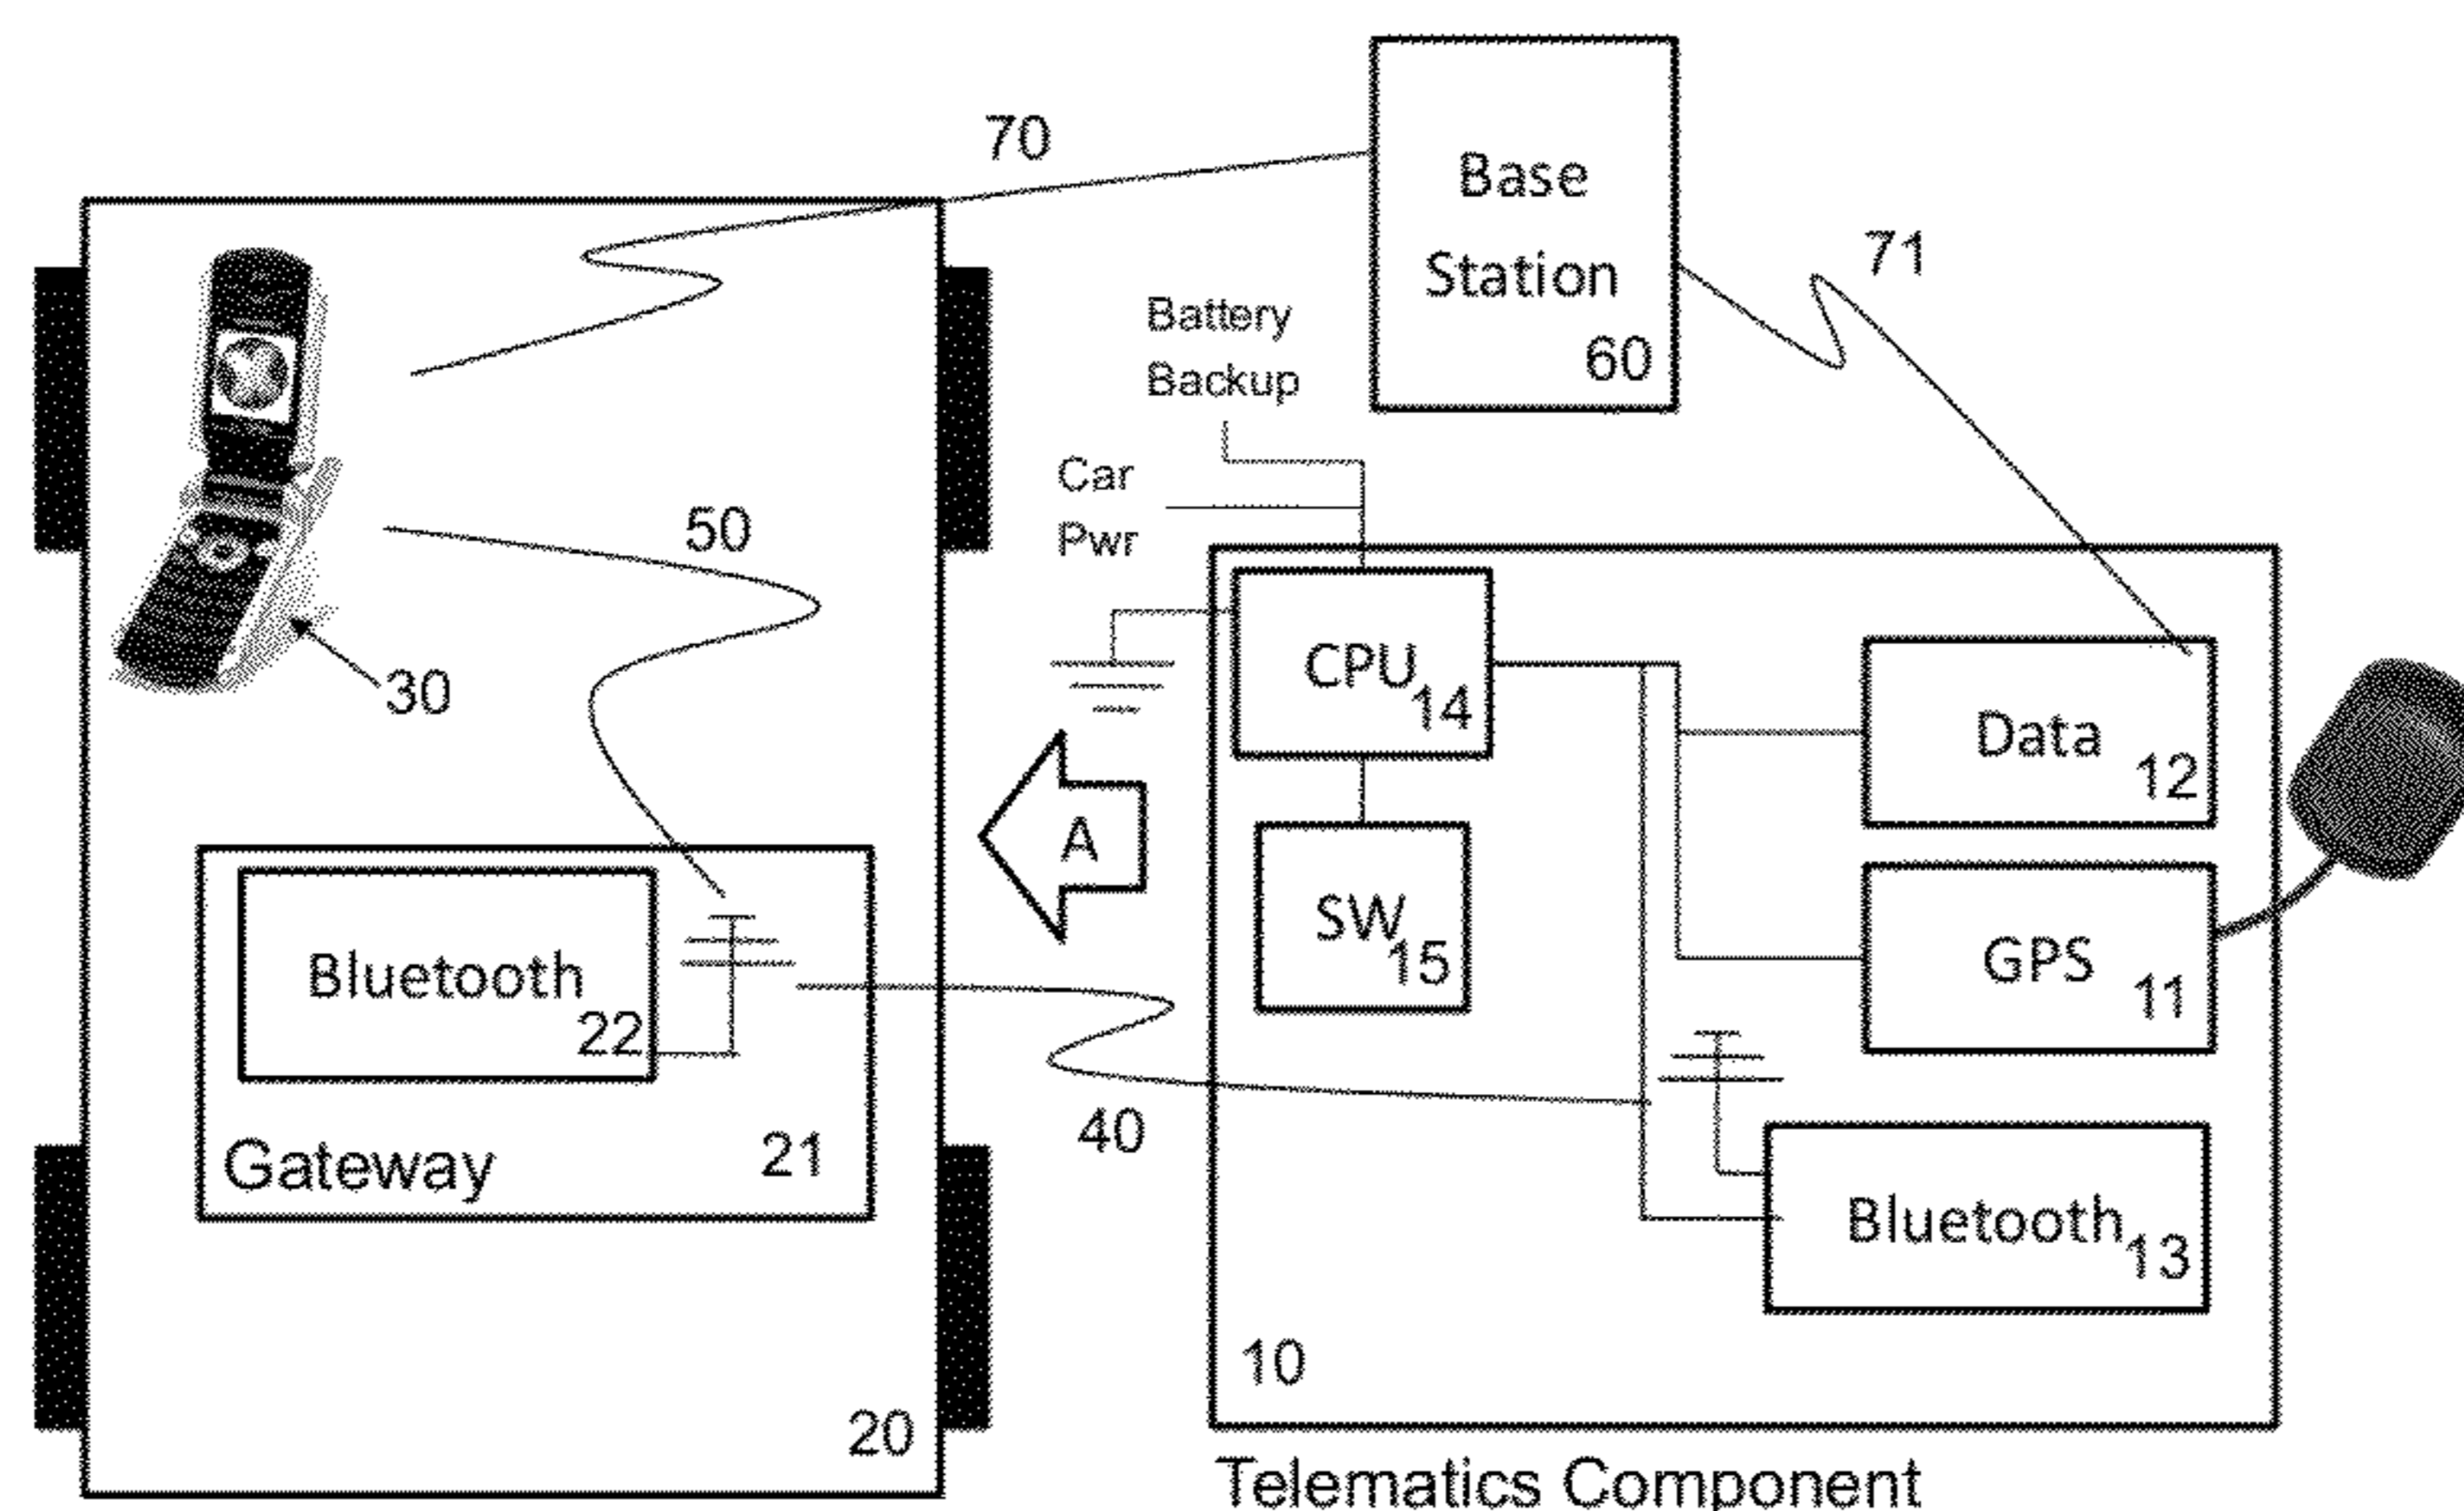 70
Base
Station
60
71
Battery
Backup
Car
Pwr
50
30
CPU
14
Data
12
A
SW
15
GPS
11
Bluetooth
22
Gateway
21
40
Bluetooth
13
10
20
Telematics Component